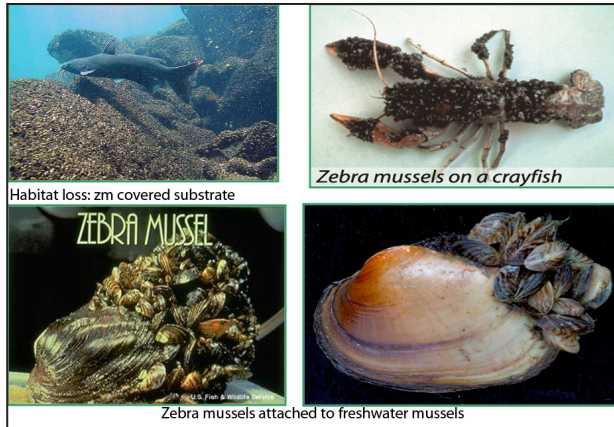 Zebra mussels on a crayfish
Habitat loss: zm covered substrate
ZEBRA MUSSEL
U.S. Fish & Wildlife Service
Zebra mussels attached to freshwater mussels